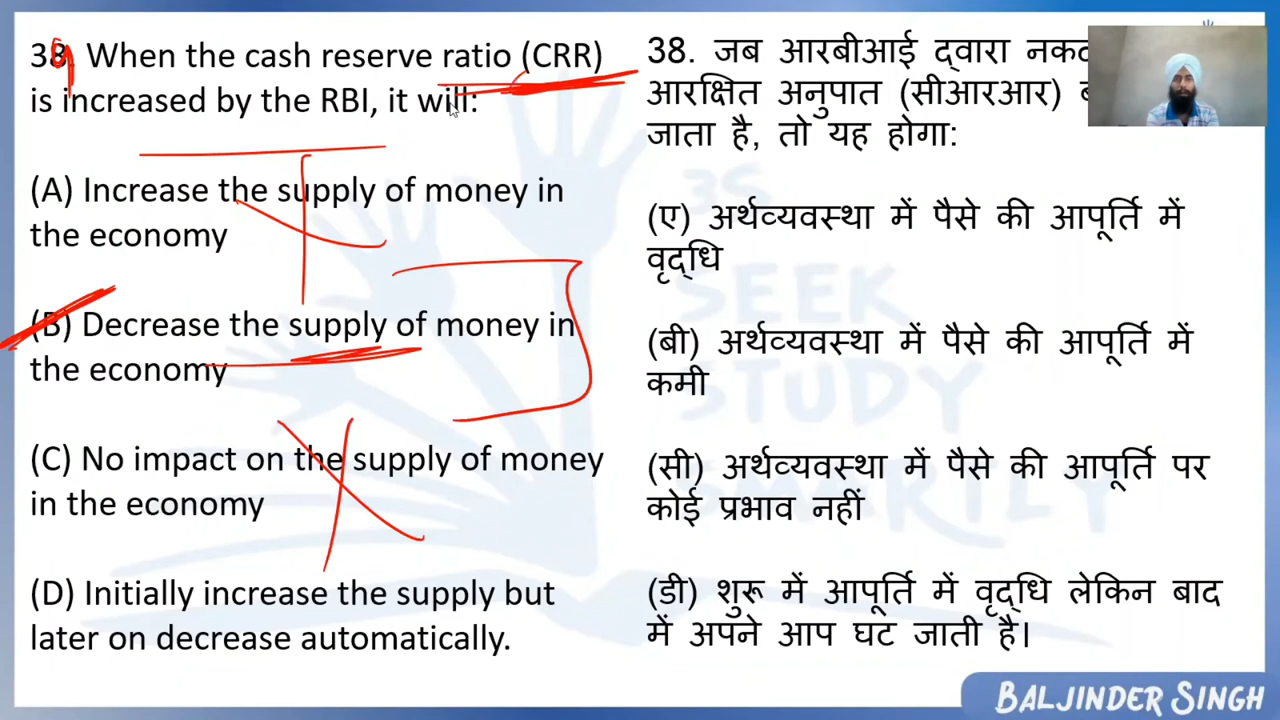 38. When the cash reserve ratio (CRR)
is increased by the RBI, it will:
(A) Increase the supply of money in
the economy
(B) Decrease the supply of money in
the economy
(C) No impact on the supply of money
in the economy
(D) Initially increase the supply but
later on decrease automatically.
38. जब आरबीआई द्वारा नकद
आरक्षित अनुपात (सीआरआर)
जाता है, तो यह होगा:
(ए) अर्थव्यवस्था में पैसे की आपूर्ति में
वृद्धि
(बी) अर्थव्यवस्था में पैसे की आपूर्ति में
कमी
(सी) अर्थव्यवस्था में पैसे की आपूर्ति पर
कोई प्रभाव नहीं
(डी) शुरू में आपूर्ति में वृद्धि लेकिन बाद
में अपने आप घट जाती है।
3S
SEEK
STUDY
SMARTLY
BALJINDER SINGH